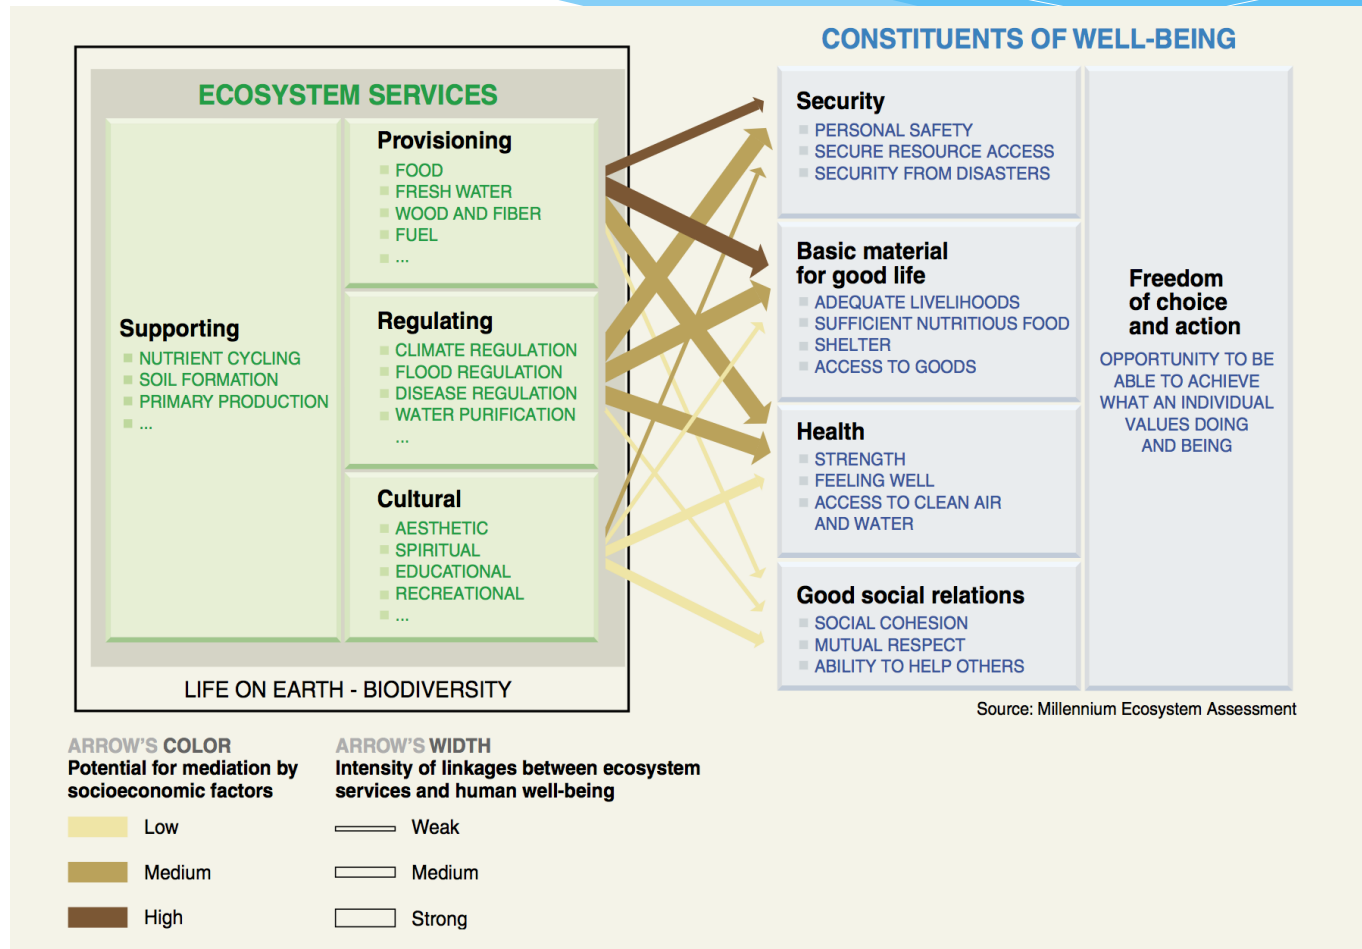 CONSTITUENTS OF WELL-BEING
ECOSYSTEM SERVICES
Supporting
NUTRIENT CYCLING
SOIL FORMATION
PRIMARY PRODUCTION
...
Provisioning
FOOD
FRESH WATER
WOOD AND FIBER
FUEL
...
Regulating
CLIMATE REGULATION
FLOOD REGULATION
DISEASE REGULATION
WATER PURIFICATION
...
Cultural
AESTHETIC
SPIRITUAL
EDUCATIONAL
RECREATIONAL
...
LIFE ON EARTH - BIODIVERSITY
Security
PERSONAL SAFETY
SECURE RESOURCE ACCESS
SECURITY FROM DISASTERS
Basic material
for good life
ADEQUATE LIVELIHOODS
SUFFICIENT NUTRITIOUS FOOD
SHELTER
ACCESS TO GOODS
Health
STRENGTH
FEELING WELL
ACCESS TO CLEAN AIR
AND WATER
Good social relations
SOCIAL COHESION
MUTUAL RESPECT
ABILITY TO HELP OTHERS
Freedom
of choice
and action
OPPORTUNITY TO BE
ABLE TO ACHIEVE
WHAT AN INDIVIDUAL
VALUES DOING
AND BEING
Source: Millennium Ecosystem Assessment
ARROW'S COLOR
Potential for mediation by
socioeconomic factors
Low
Medium
High
ARROW'S WIDTH
Intensity of linkages between ecosystem
services and human well-being
Weak
Medium
Strong